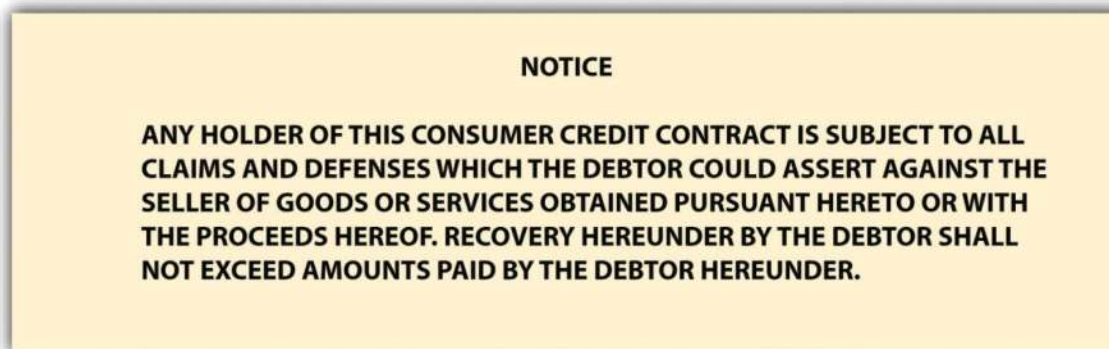 NOTICE
ANY HOLDER OF THIS CONSUMER CREDIT CONTRACT IS SUBJECT TO ALL
CLAIMS AND DEFENSES WHICH THE DEBTOR COULD ASSERT AGAINST THE
SELLER OF GOODS OR SERVICES OBTAINED PURSUANT HERETO OR WITH
THE PROCEEDS HEREOF. RECOVERY HEREUNDER BY THE DEBTOR SHALL
NOT EXCEED AMOUNTS PAID BY THE DEBTOR HEREUNDER.